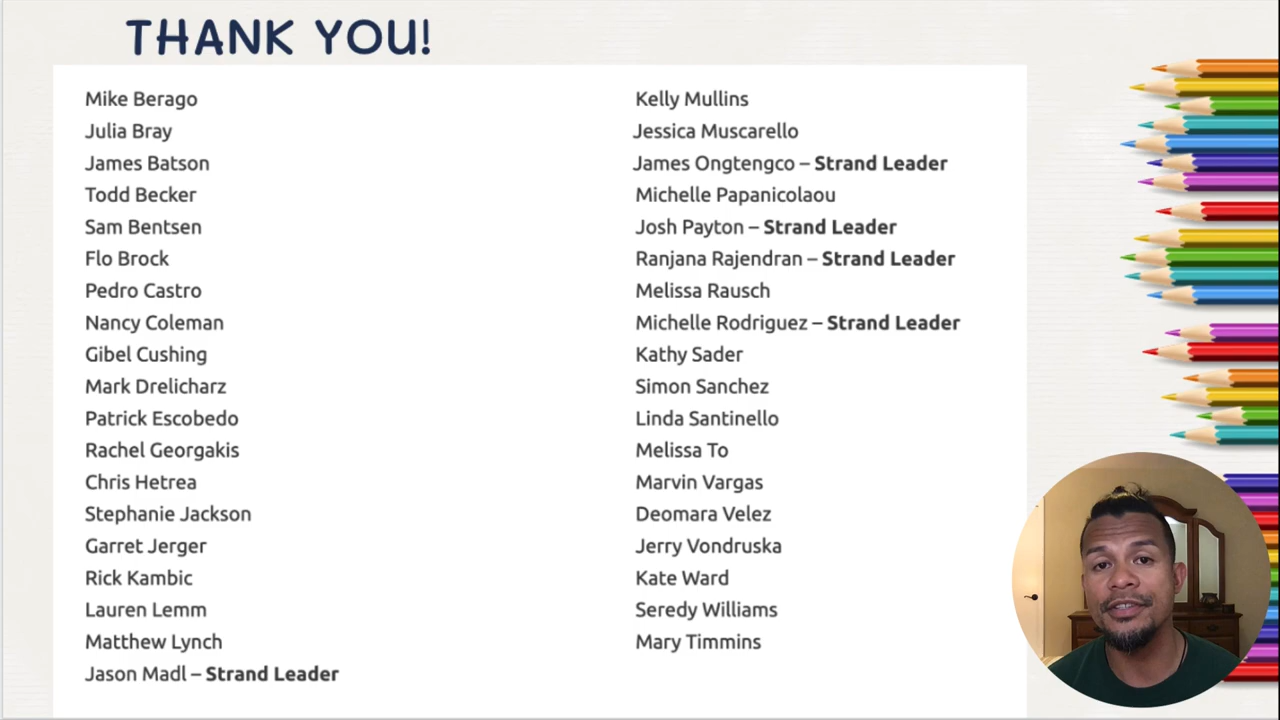 THANK YOU!
Mike Berago
Julia Bray
James Batson
Todd Becker
Sam Bentsen
Flo Brock
Pedro Castro
Nancy Coleman
Gibel Cushing
Mark Drelicharz
Patrick Escobedo
Rachel Georgakis
Chris Hetrea
Stephanie Jackson
Garret Jerger
Rick Kambic
Lauren Lemm
Matthew Lynch
Jason Madl – Strand Leader
Kelly Mullins
Jessica Muscarello
James Ongtengco – Strand Leader
Michelle Papanicolaou
Josh Payton – Strand Leader
Ranjana Rajendran – Strand Leader
Melissa Rausch
Michelle Rodriguez – Strand Leader
Kathy Sader
Simon Sanchez
Linda Santinello
Melissa To
Marvin Vargas
Deomara Velez
Jerry Vondruska
Kate Ward
Seredy Williams
Mary Timmins